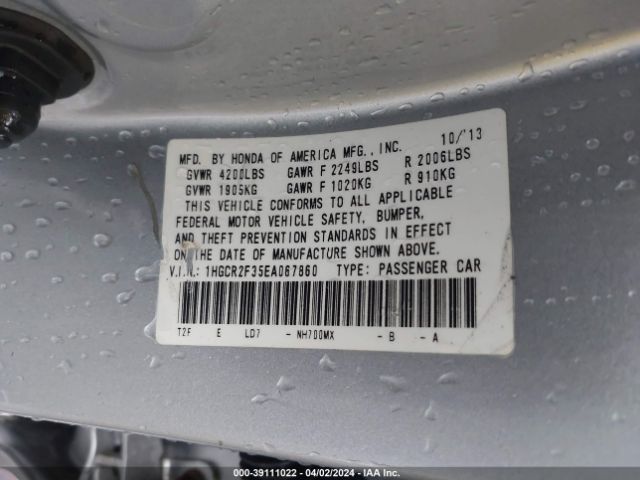 10/'13
MFD. BY HONDA OF AMERICA MFG., INC.
GVWR 4200LBS GAWR F 2249LBS R 2006LBS
GVWR 1905KG GAWR F 1020KG R 910KG
THIS VEHICLE CONFORMS TO ALL APPLICABLE
FEDERAL MOTOR VEHICLE SAFETY, BUMPER,
AND THEFT PREVENTION STANDARDS IN EFFECT
ON THE DATE OF MANUFACTURE SHOWN ABOVE.
V.I.N.: 1HGCR2F35EA067860 TYPE: PASSENGER CAR
T2F E LD7 - NH700MX - B - A
000-39111022 - 04/02/2024 - IAA Inc.